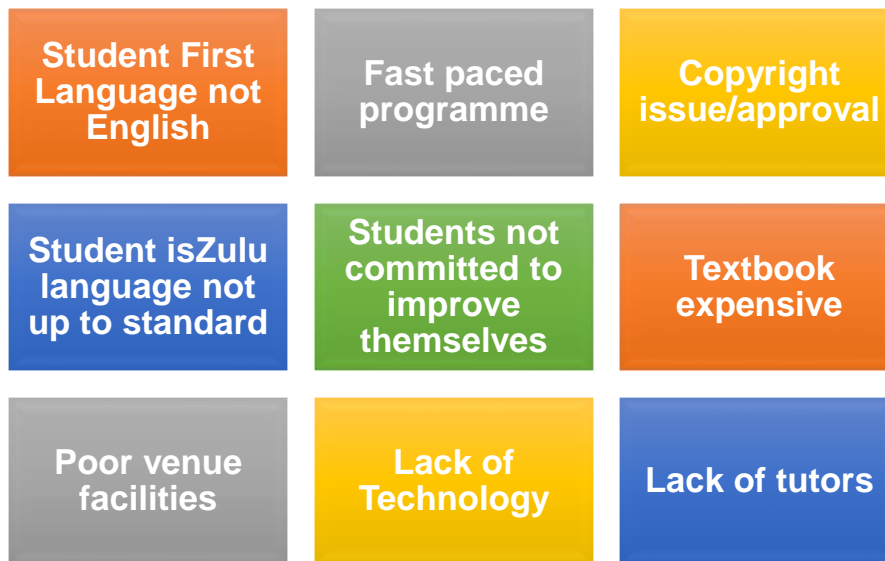 Student First
Language not
English
Fast paced
programme
Copyright
issue/approval
Student isZulu
language not
up to standard
Students not
committed to
improve
themselves
Textbook
expensive
Poor venue
facilities
Lack of
Technology
Lack of tutors